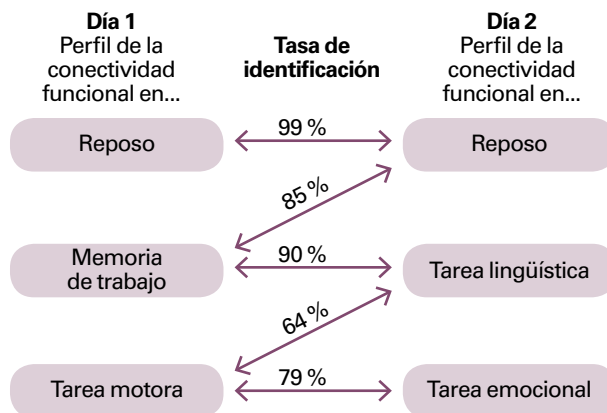 Día 1
Perfil de la
conectividad
funcional en...
Tasa de
identificación
Día 2
Perfil de la
conectividad
funcional en...
Reposo
99 %
Reposo
85 %
Memoria
de trabajo
90 %
Tarea lingüística
64 %
Tarea motora
79 %
Tarea emocional